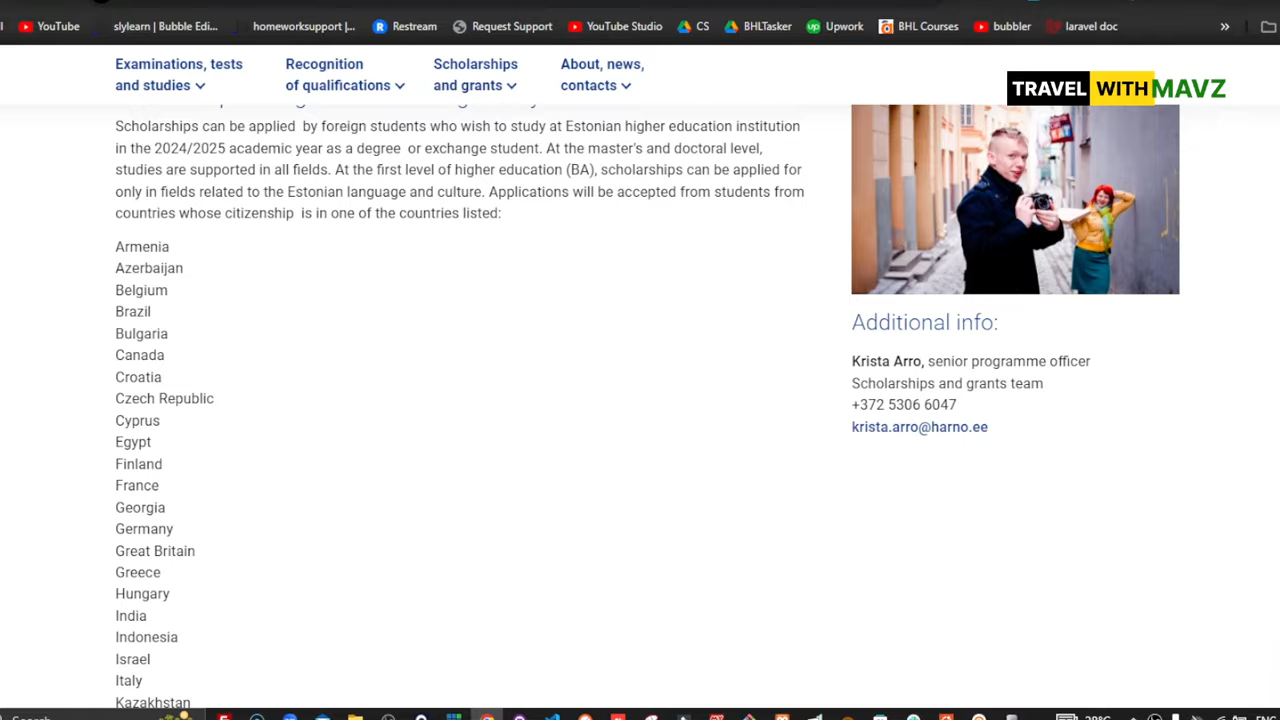 YouTube
slylearn | Bubble Edi...
homeworksupport |...
Restream
Request Support
YouTube Studio
CS
BHLTasker
Upwork
BHL Courses
bubbler
laravel doc
»
Examinations, tests
and studies
Recognition
of qualifications
Scholarships
and grants
About, news,
contacts
TRAVEL WITH MAVZ
Scholarships can be applied by foreign students who wish to study at Estonian higher education institution
in the 2024/2025 academic year as a degree or exchange student. At the master's and doctoral level,
studies are supported in all fields. At the first level of higher education (BA), scholarships can be applied for
only in fields related to the Estonian language and culture. Applications will be accepted from students from
countries whose citizenship is in one of the countries listed:
Armenia
Azerbaijan
Belgium
Brazil
Bulgaria
Canada
Croatia
Czech Republic
Cyprus
Egypt
Finland
France
Georgia
Germany
Great Britain
Greece
Hungary
India
Indonesia
Israel
Italy
Kazakhstan
Additional info:
Krista Arro, senior programme officer
Scholarships and grants team
+372 5306 6047
krista.arro@harno.ee
Search